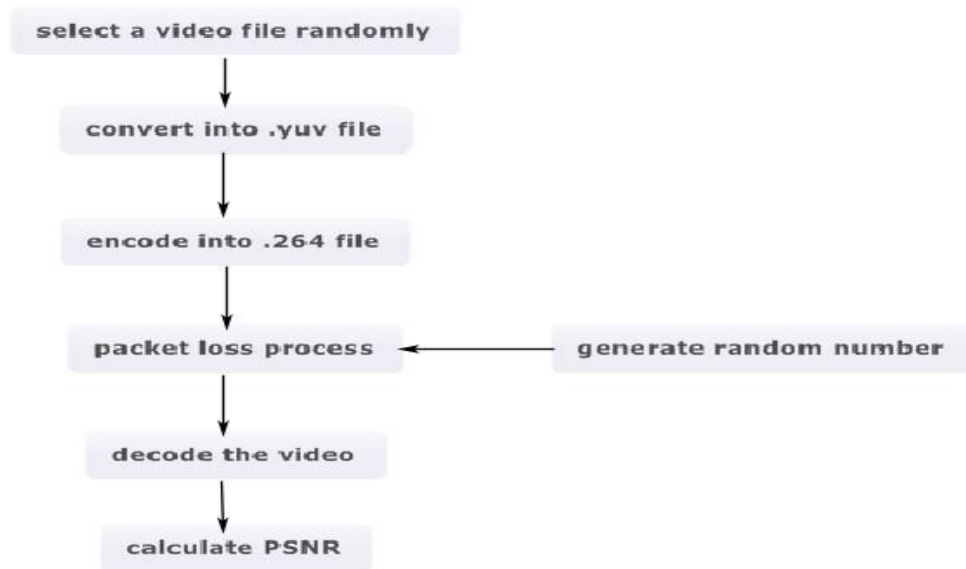 select a video file randomly
convert into .yuv file
encode into .264 file
packet loss process
generate random number
decode the video
calculate PSNR